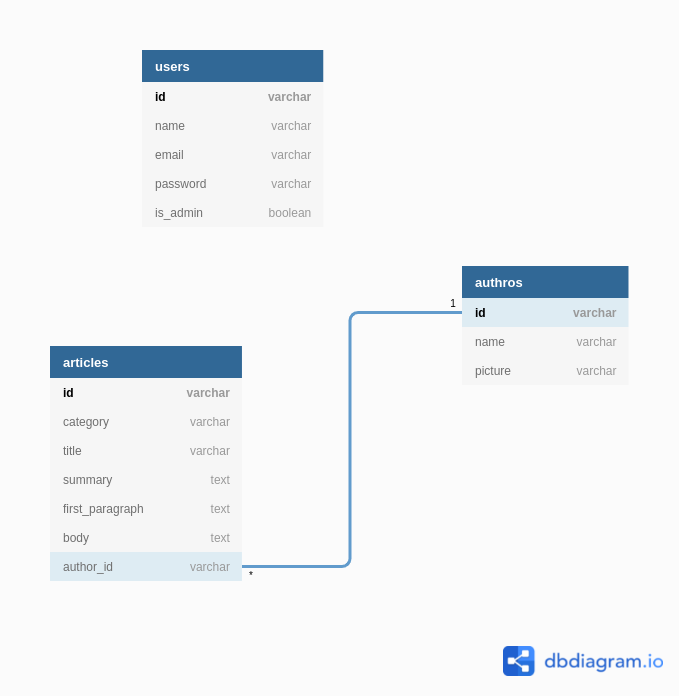 users
id varchar
name varchar
email varchar
password varchar
is_admin boolean
authros
1
id varchar
name varchar
picture varchar
articles
id varchar
category varchar
title varchar
summary text
first_paragraph text
body text
author_id varchar
*
dbdiagram.io